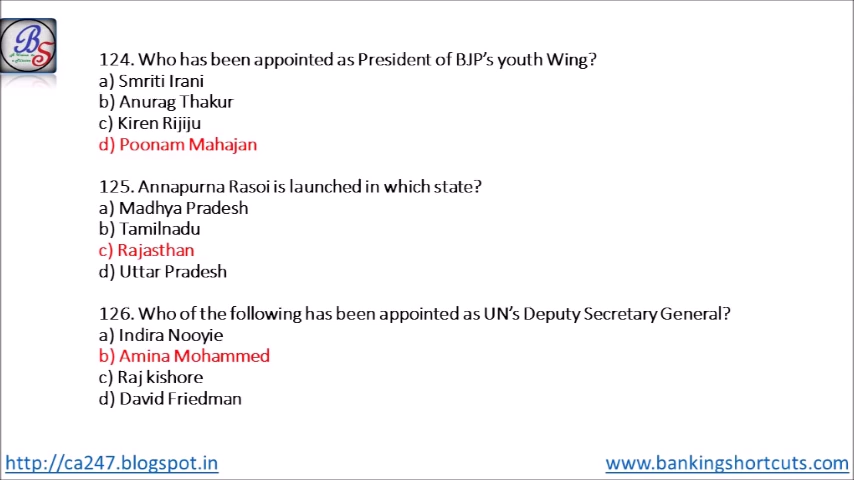 BS
124. Who has been appointed as President of BJP's youth Wing?
a) Smriti Irani
b) Anurag Thakur
c) Kiren Rijiju
d) Poonam Mahajan
125. Annapurna Rasoi is launched in which state?
a) Madhya Pradesh
b) Tamilnadu
c) Rajasthan
d) Uttar Pradesh
126. Who of the following has been appointed as UN's Deputy Secretary General?
a) Indira Nooyie
b) Amina Mohammed
c) Raj kishore
d) David Friedman
http://ca247.blogspot.in
www.bankingshortcuts.com